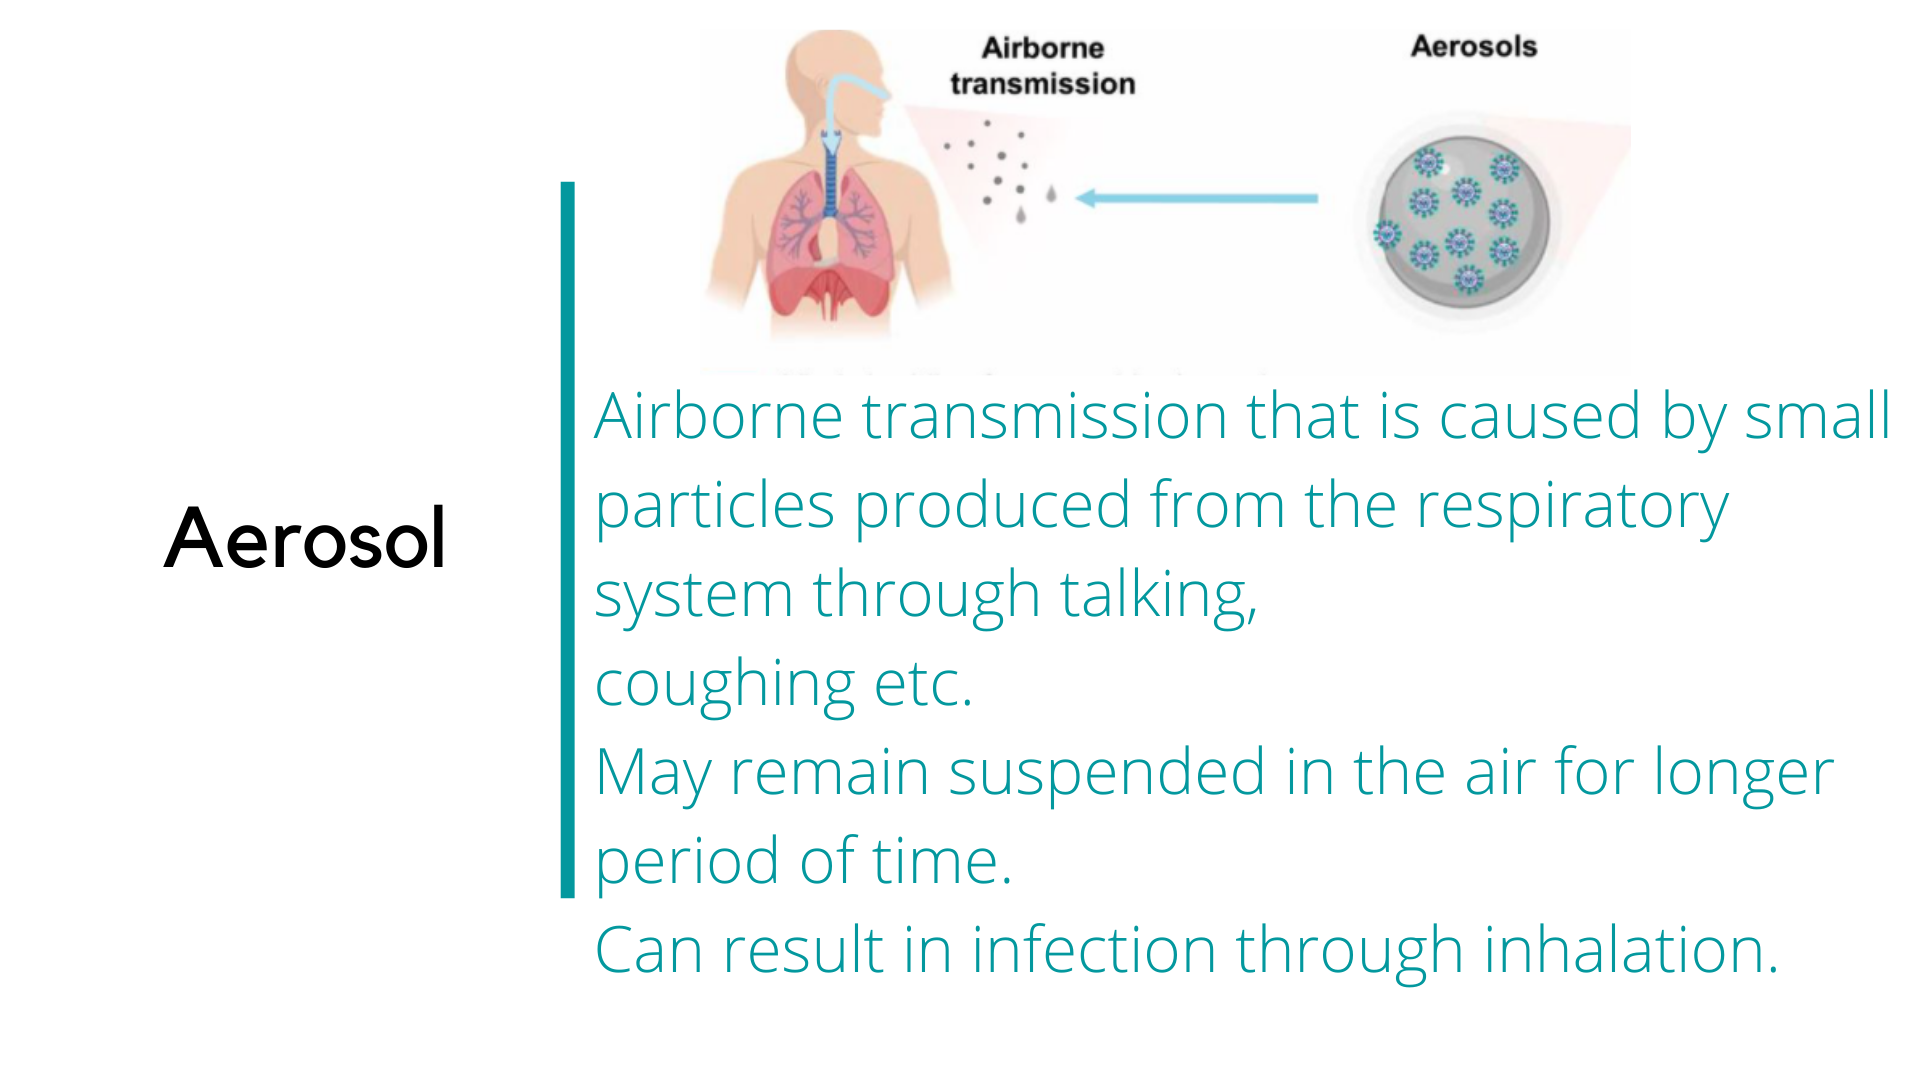 Airborne
transmission
Aerosols
Aerosol
Airborne transmission that is caused by small
particles produced from the respiratory
system through talking,
coughing etc.
May remain suspended in the air for longer
period of time.
Can result in infection through inhalation.